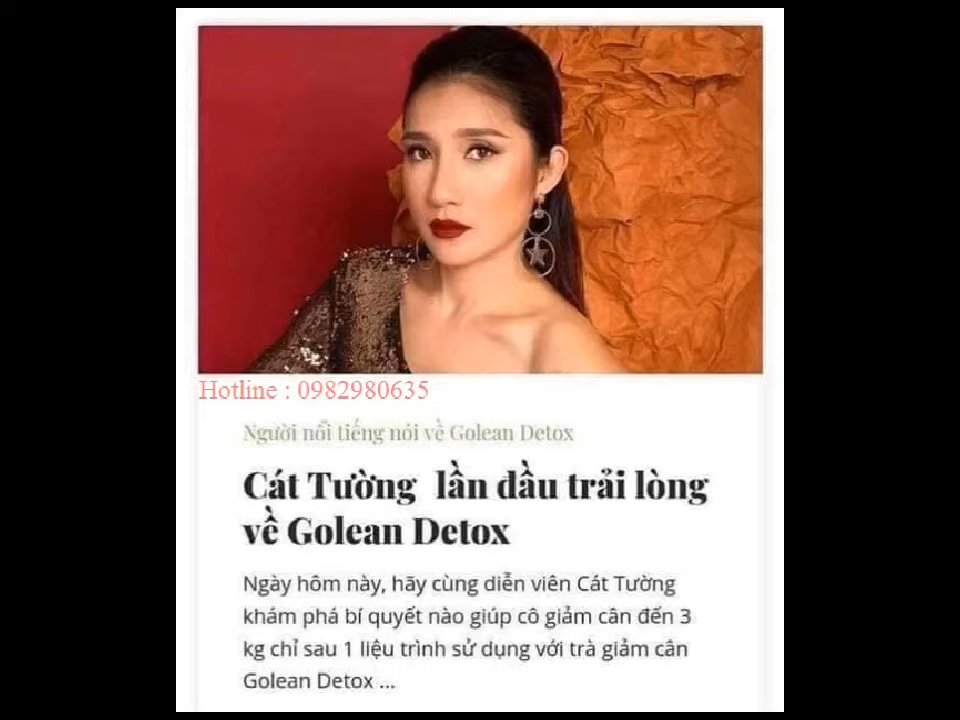 Hotline : 0982980635
Người nổi tiếng nói về Golean Detox
Cát Tường lần đầu trải lòng
về Golean Detox
Ngày hôm này, hãy cùng diễn viên Cát Tường
khám phá bí quyết nào giúp cô giảm cân đến 3
kg chỉ sau 1 liệu trình sử dụng với trà giảm cân
Golean Detox ...